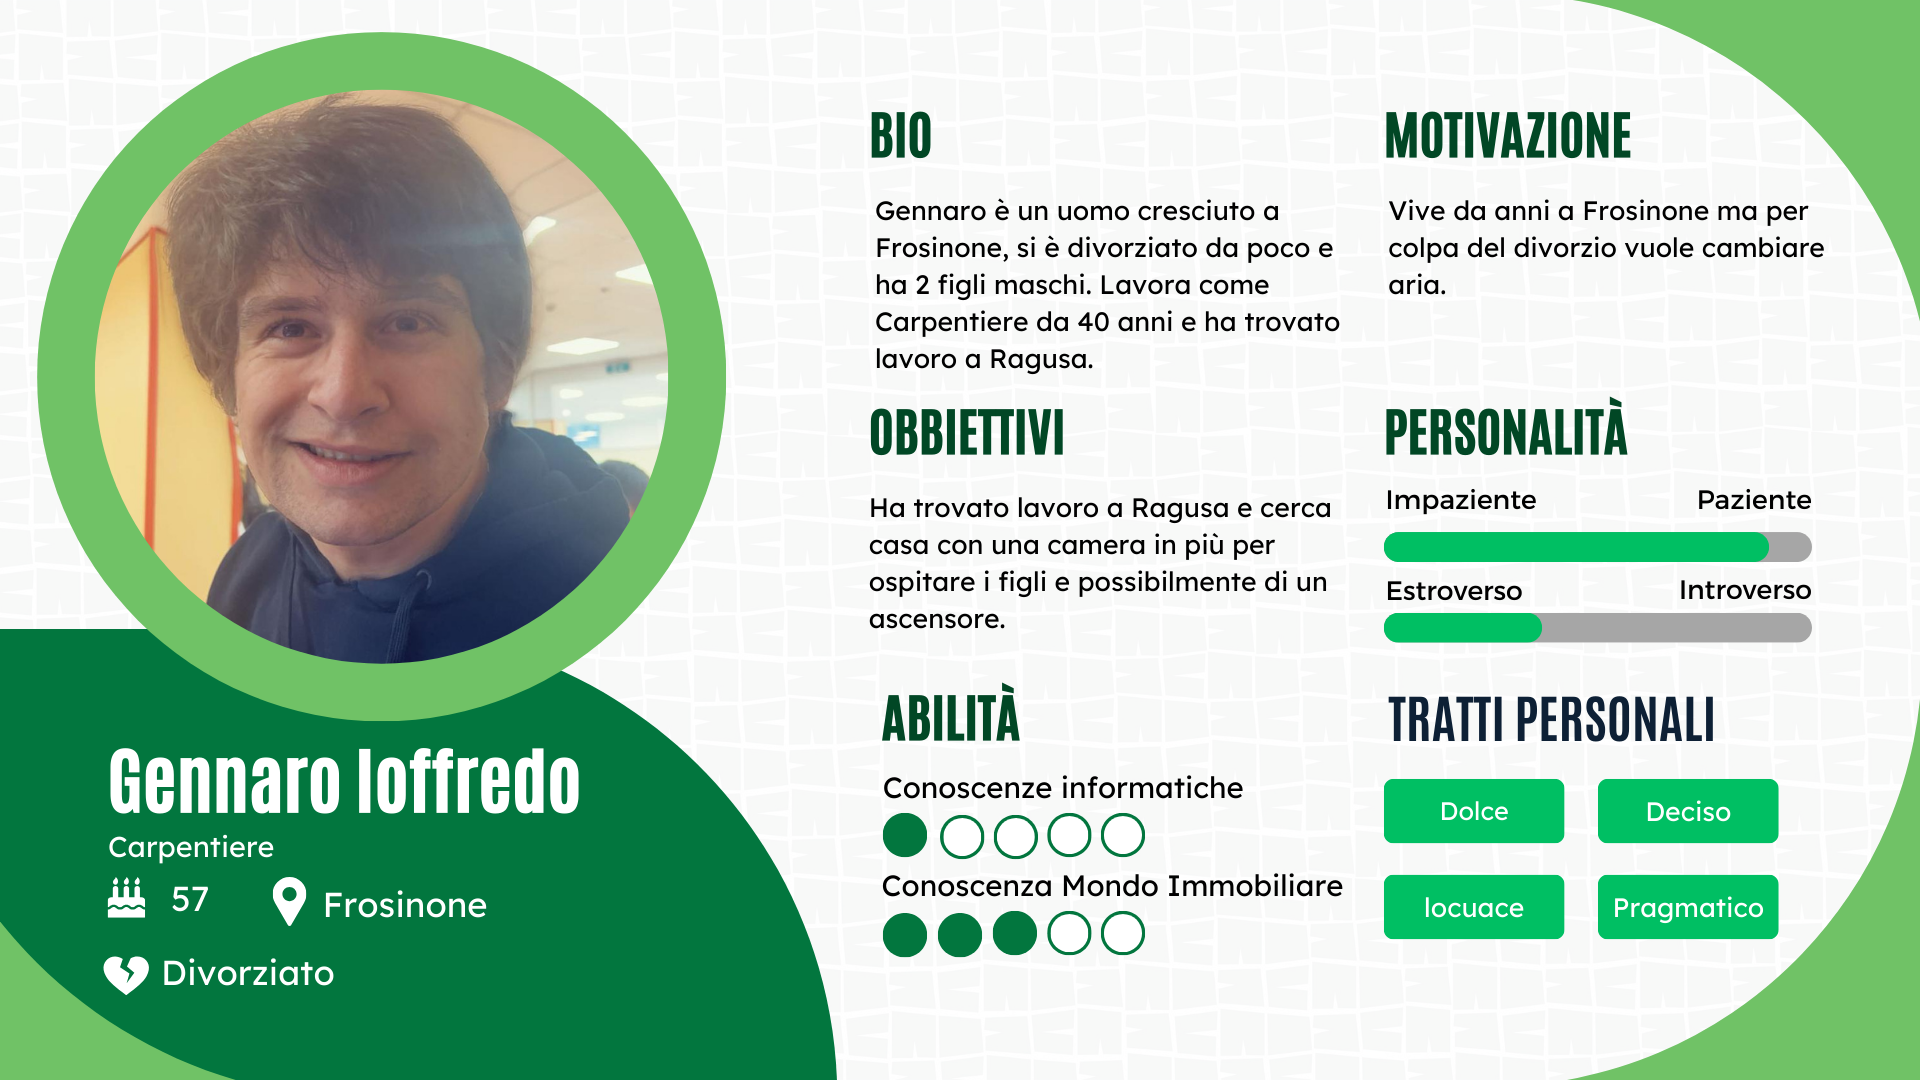 Gennaro Ioffredo
Carpentiere
57
Frosinone
Divorziato
BIO
Gennaro è un uomo cresciuto a
Frosinone, si è divorziato da poco e
ha 2 figli maschi. Lavora come
Carpentiere da 40 anni e ha trovato
lavoro a Ragusa.
OBBIETTIVI
Ha trovato lavoro a Ragusa e cerca
casa con una camera in più per
ospitare i figli e possibilmente di un
ascensore.
ABILITÀ
Conoscenze informatiche
Conoscenza Mondo Immobiliare
MOTIVAZIONE
Vive da anni a Frosinone ma per
colpa del divorzio vuole cambiare
aria.
PERSONALITÀ
Impaziente Paziente
Estroverso Introverso
TRATTI PERSONALI
Dolce Deciso
locuace Pragmatico